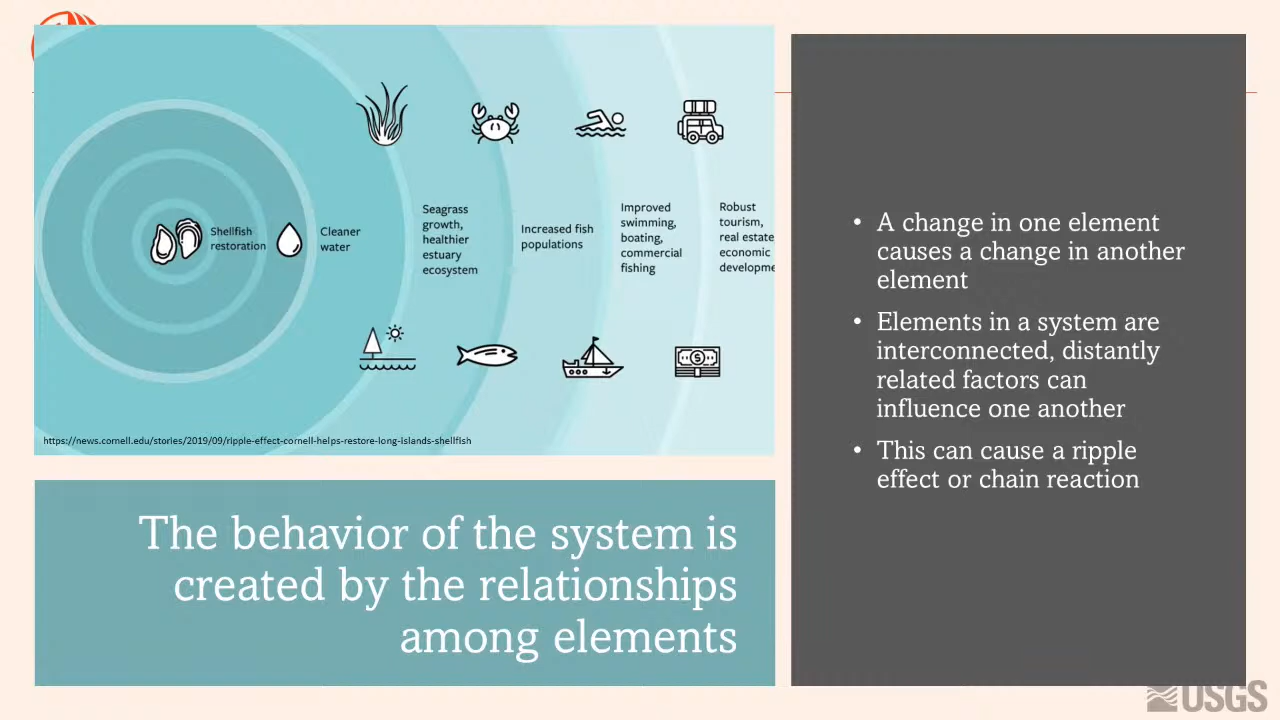 Shellfish
restoration
Cleaner
water
Seagrass
growth,
healthier
estuary
ecosystem
Increased fish
populations
Improved
swimming,
boating,
commercial
fishing
Robust
tourism,
real estate
economic
developme
$
https://news.cornell.edu/stories/2019/09/ripple-effect-cornell-helps-restore-long-islands-shellfish
The behavior of the system is
created by the relationships
among elements
• A change in one element
causes a change in another
element
• Elements in a system are
interconnected, distantly
related factors can
influence one another
• This can cause a ripple
effect or chain reaction
USGS